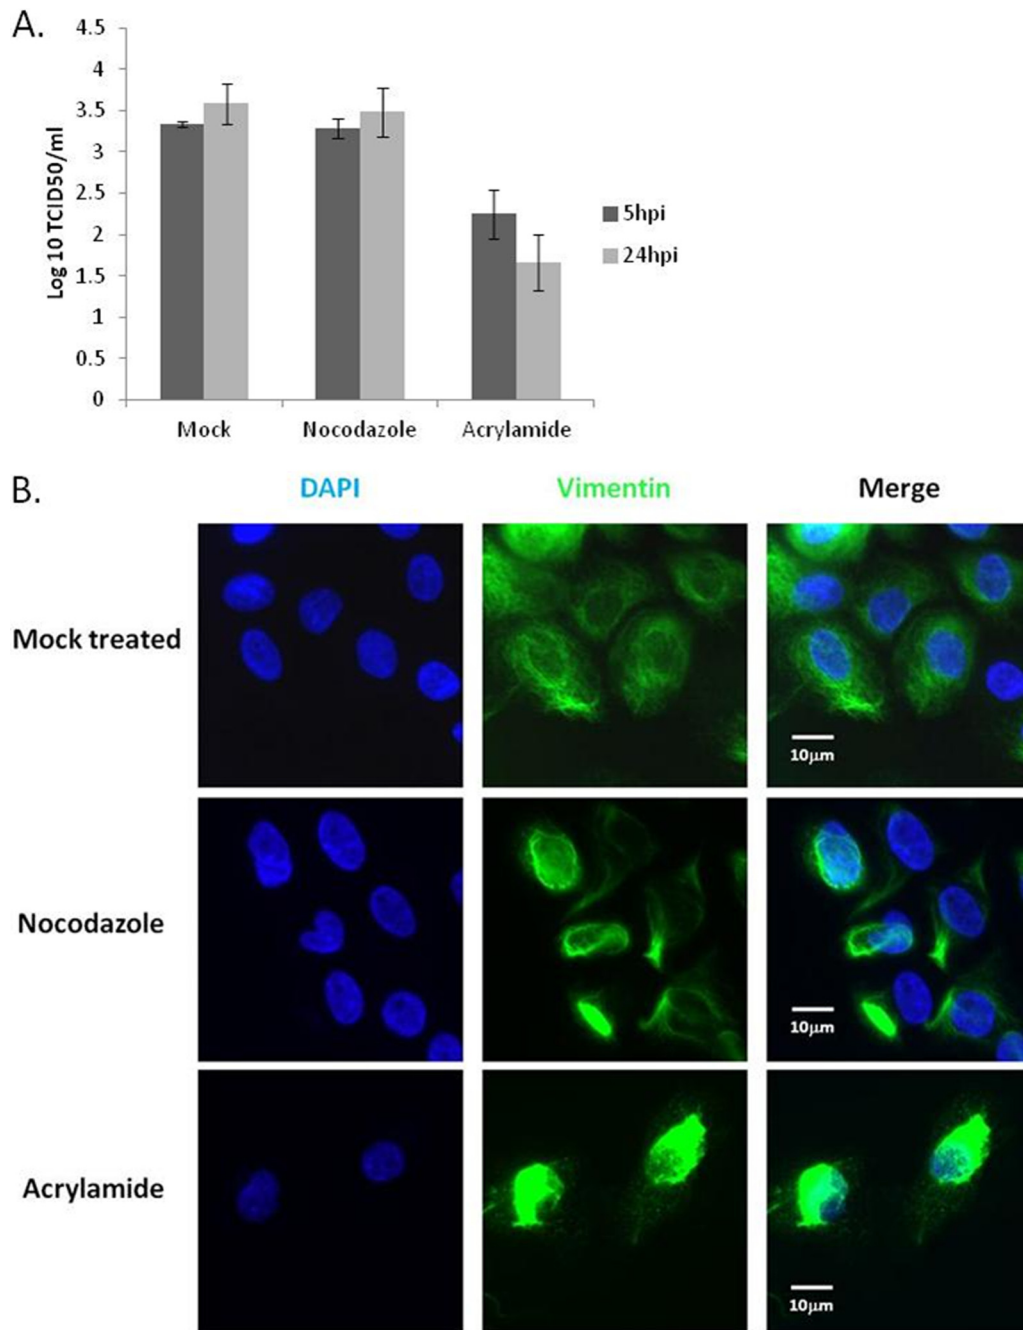 A.
4.5
4
3.5
3
2.5
2
1.5
1
0.5
0
Log 10 TCID50/ml
Mock
Nocodazole
Acrylamide
5hpi
24hpi
B.
DAPI
Vimentin
Merge
Mock treated
10μm
Nocodazole
10μm
Acrylamide
10μm